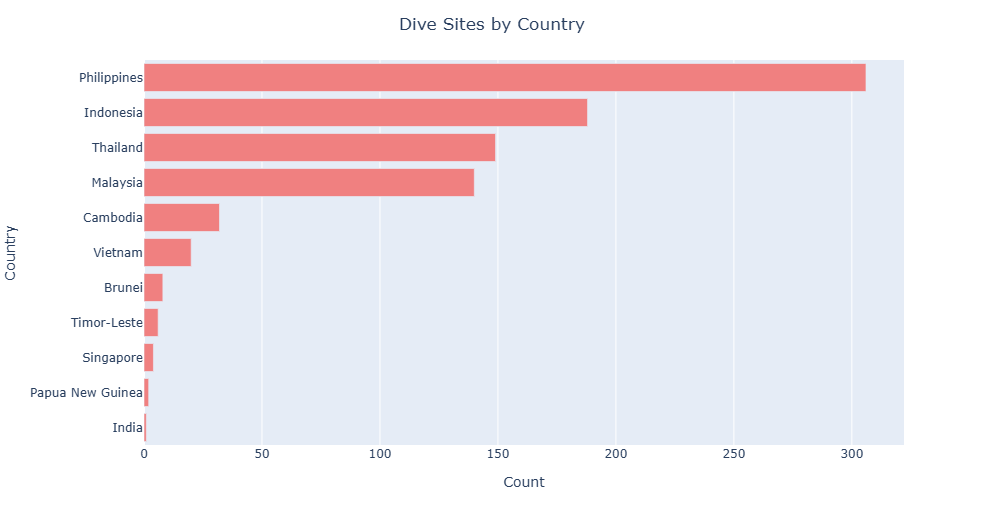 Dive Sites by Country
Country
Philippines
Indonesia
Thailand
Malaysia
Cambodia
Vietnam
Brunei
Timor-Leste
Singapore
Papua New Guinea
India
0 50 100 150 200 250 300
Count